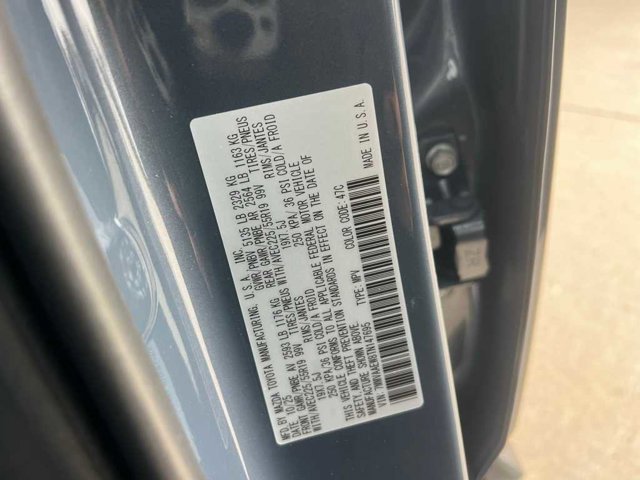 MFD.BY MAZDA TOYOTA MANUFACTURING, U.S.A., INC.
10/25 GVWR/PNBV 5135 LB 2329 KG
FRONT GAWR/PNBE AV 2593 LB 1176 KG REAR GAWR/PNBE AR 2564 LB 1163 KG
TIRES/PNEUS TIRES/PNEUS
WITH/AVEC225/55R19 99V WITH/AVEC225/55R19 99V
RIMS/JANTES RIMS/JANTES
19X7.5J 19X7.5J
250 KPA/36 PSI COLD/A FROID 250 KPA/36 PSI COLD/A FROID
THIS VEHICLE CONFORMS TO ALL APPLICABLE FEDERAL MOTOR VEHICLE
SAFETY, AND THEFT PREVENTION STANDARDS IN EFFECT ON THE DATE OF
MANUFACTURE SHOWN ABOVE.
VIN: TYPE: MPV COLOR CODE: 47C
MADE IN U.S.A.